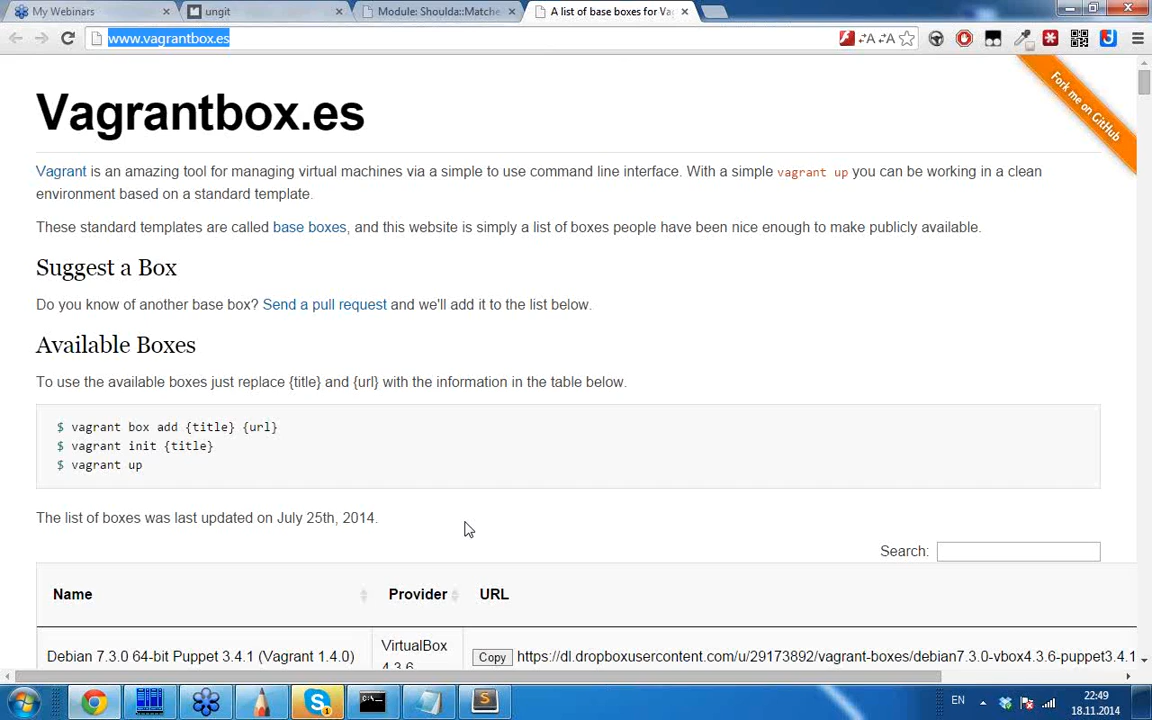 My Webinars
ungit
Module: Shoulda::Matche
A list of base boxes for Va
www.vagrantbox.es
Fork me on GitHub
Vagrantbox.es
Vagrant is an amazing tool for managing virtual machines via a simple to use command line interface. With a simple vagrant up you can be working in a clean
environment based on a standard template.
These standard templates are called base boxes, and this website is simply a list of boxes people have been nice enough to make publicly available.
Suggest a Box
Do you know of another base box? Send a pull request and we'll add it to the list below.
Available Boxes
To use the available boxes just replace {title} and {url} with the information in the table below.
$ vagrant box add {title} {url}
$ vagrant init {title}
$ vagrant up
The list of boxes was last updated on July 25th, 2014.
Search:
Name Provider URL
Debian 7.3.0 64-bit Puppet 3.4.1 (Vagrant 1.4.0) VirtualBox Copy https://dl.dropboxusercontent.com/u/29173892/vagrant-boxes/debian7.3.0-vbox4.3.6-puppet3.4.1
4.3.6
EN
22:49
18.11.2014